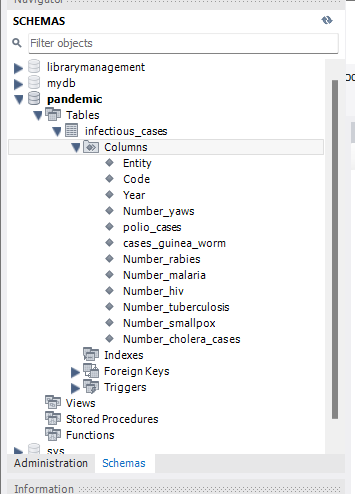 Navigator
SCHEMAS
Filter objects
librarymanagement
mydb
pandemic
Tables
infectious_cases
Columns
Entity
Code
Year
Number_yaws
polio_cases
cases_guinea_worm
Number_rabies
Number_malaria
Number_hiv
Number_tuberculosis
Number_smallpox
Number_cholera_cases
Indexes
Foreign Keys
Triggers
Views
Stored Procedures
Functions
sys
Administration Schemas
Information